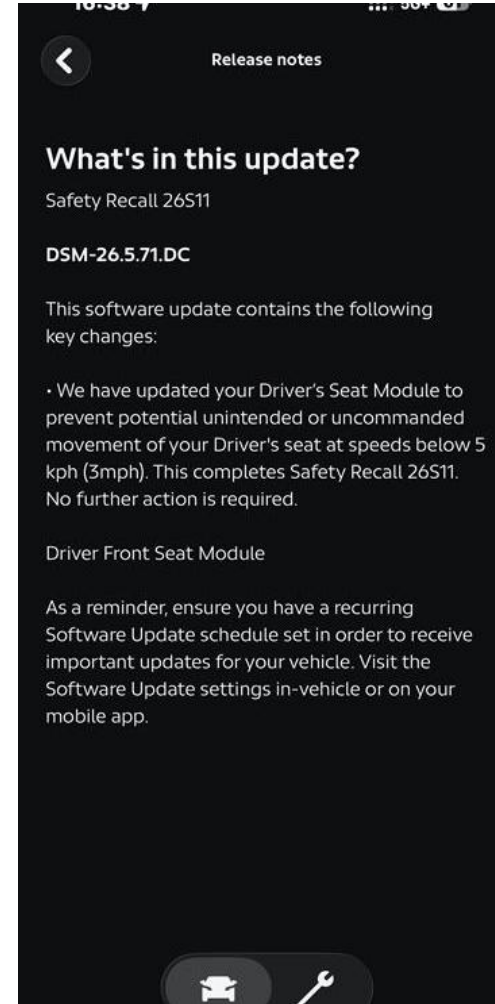 16:38
5G+
Release notes
What's in this update?
Safety Recall 26S11
DSM-26.5.71.DC
This software update contains the following
key changes:
• We have updated your Driver's Seat Module to
prevent potential unintended or uncommanded
movement of your Driver's seat at speeds below 5
kph (3mph). This completes Safety Recall 26S11.
No further action is required.
Driver Front Seat Module
As a reminder, ensure you have a recurring
Software Update schedule set in order to receive
important updates for your vehicle. Visit the
Software Update settings in-vehicle or on your
mobile app.